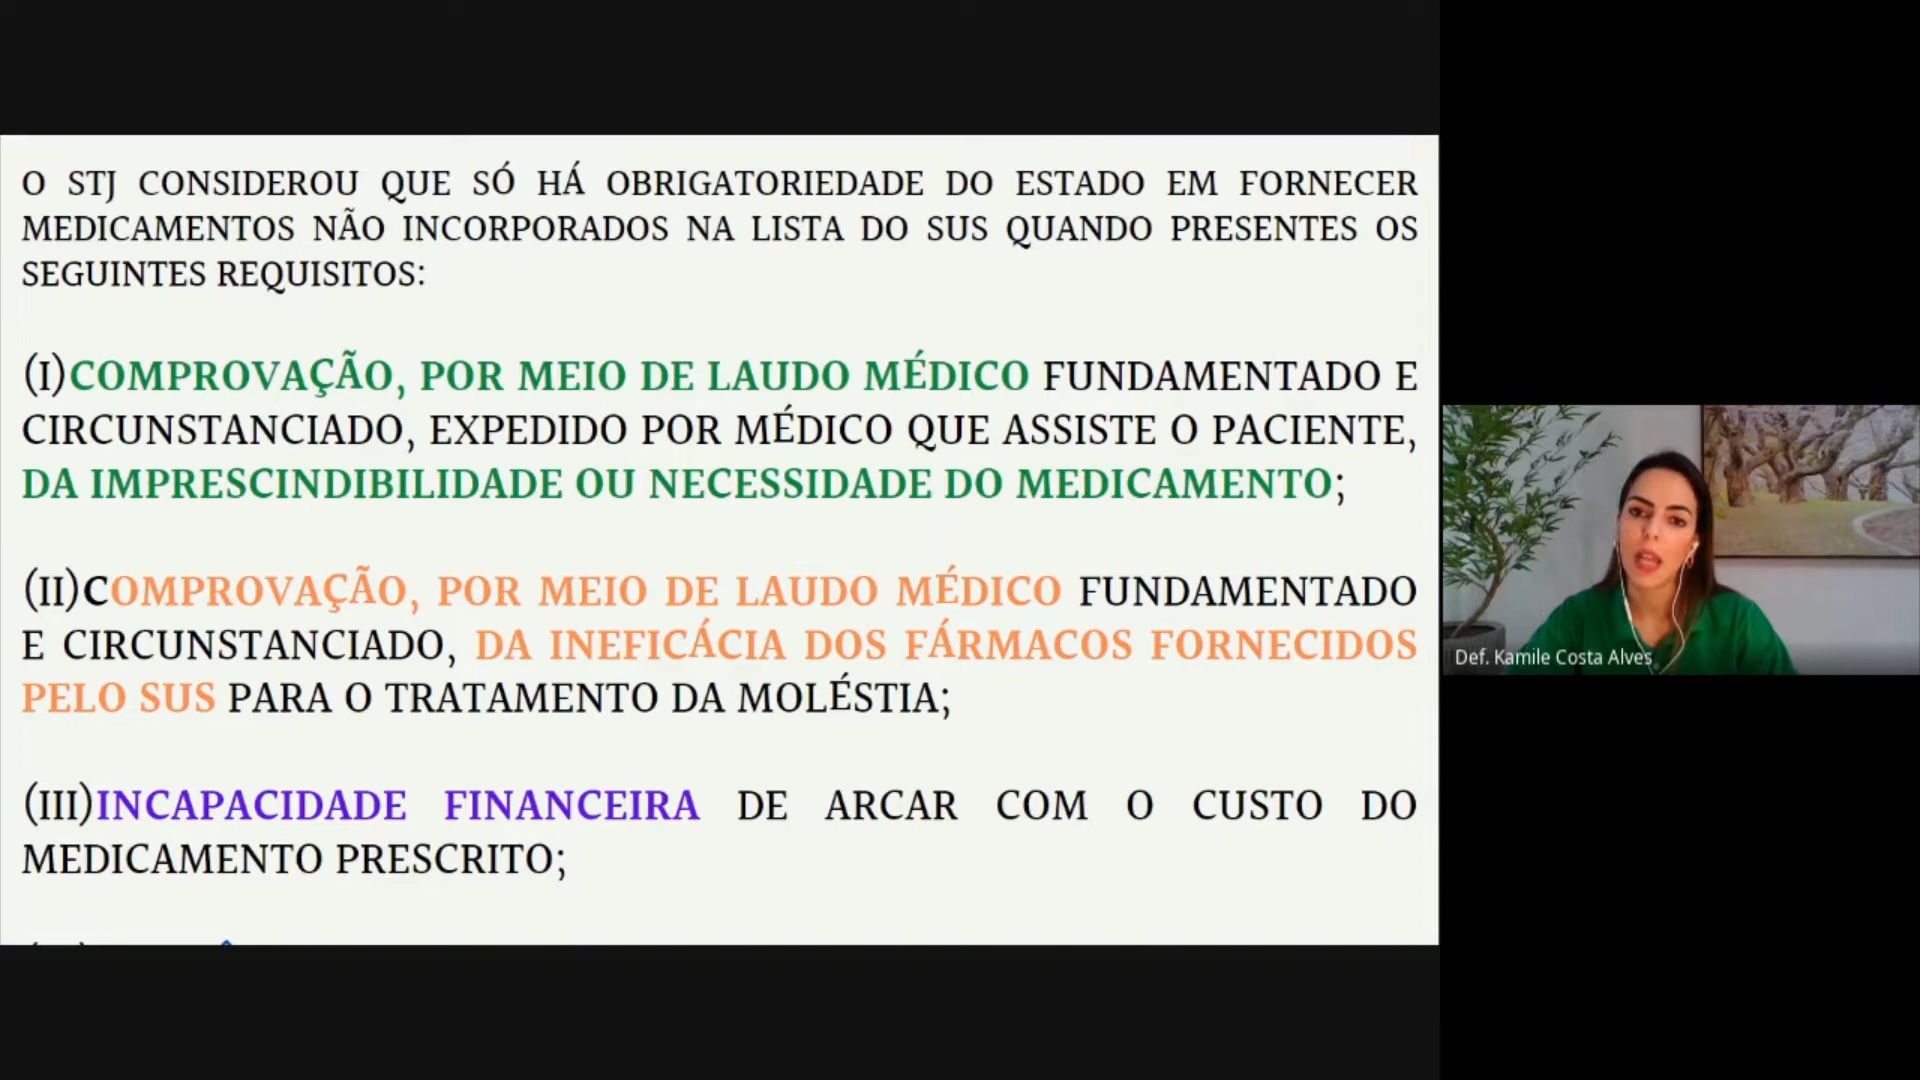 O STJ CONSIDEROU QUE SÓ HÁ OBRIGATORIEDADE DO ESTADO EM FORNECER
MEDICAMENTOS NÃO INCORPORADOS NA LISTA DO SUS QUANDO PRESENTES OS
SEGUINTES REQUISITOS:
(I)COMPROVAÇÃO, POR MEIO DE LAUDO MÉDICO FUNDAMENTADO E
CIRCUNSTANCIADO, EXPEDIDO POR MÉDICO QUE ASSISTE O PACIENTE,
DA IMPRESCINDIBILIDADE OU NECESSIDADE DO MEDICAMENTO;
(II)COMPROVAÇÃO, POR MEIO DE LAUDO MÉDICO FUNDAMENTADO
E CIRCUNSTANCIADO, DA INEFICÁCIA DOS FÁRMACOS FORNECIDOS
PELO SUS PARA O TRATAMENTO DA MOLÉSTIA;
(III)INCAPACIDADE FINANCEIRA DE ARCAR COM O CUSTO DO
MEDICAMENTO PRESCRITO;
Def. Kamile Costa Alves